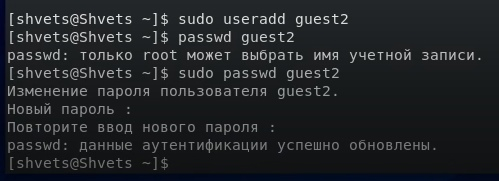 [shvets@Shvets ~]$ sudo useradd guest2
[shvets@Shvets ~]$ passwd guest2
passwd: только root может выбрать имя учетной записи.
[shvets@Shvets ~]$ sudo passwd guest2
Изменение пароля пользователя guest2.
Новый пароль :
Повторите ввод нового пароля :
passwd: данные аутентификации успешно обновлены.
[shvets@Shvets ~]$